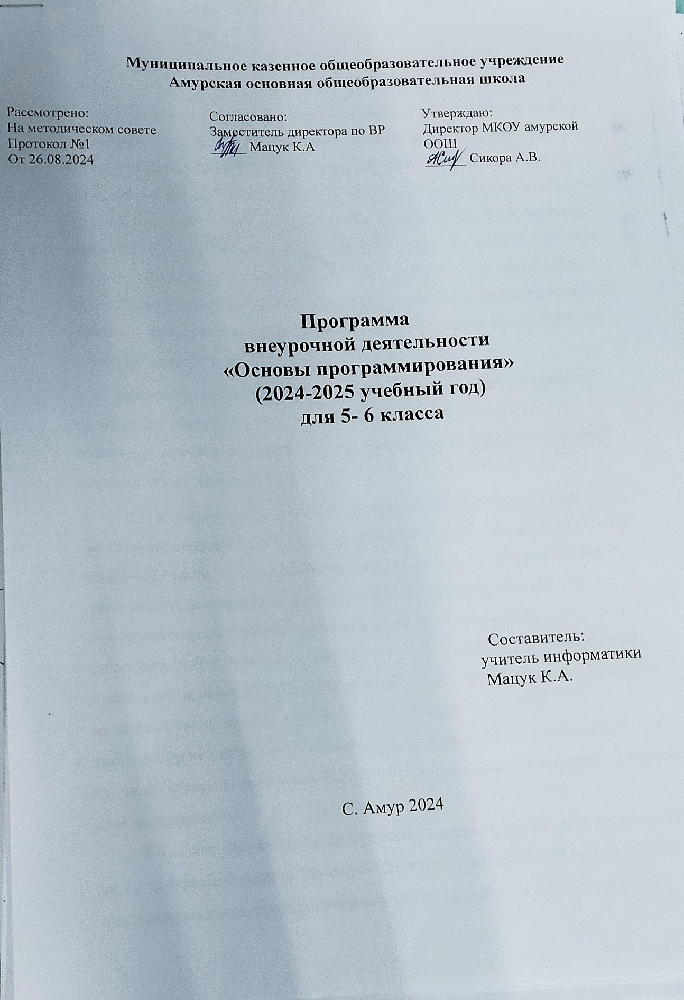 Муниципальное казенное общеобразовательное учреждение
Амурская основная общеобразовательная школа
Рассмотрено:
На методическом совете
Протокол №1
От 26.08.2024
Согласовано:
Заместитель директора по ВР
Мацук К.А
Утверждаю:
Директор МКОУ амурской
ООШ
Сикора А.В.
Программа
внеурочной деятельности
«Основы программирования»
(2024-2025 учебный год)
для 5- 6 класса
Составитель:
учитель информатики
Мацук К.А.
С. Амур 2024